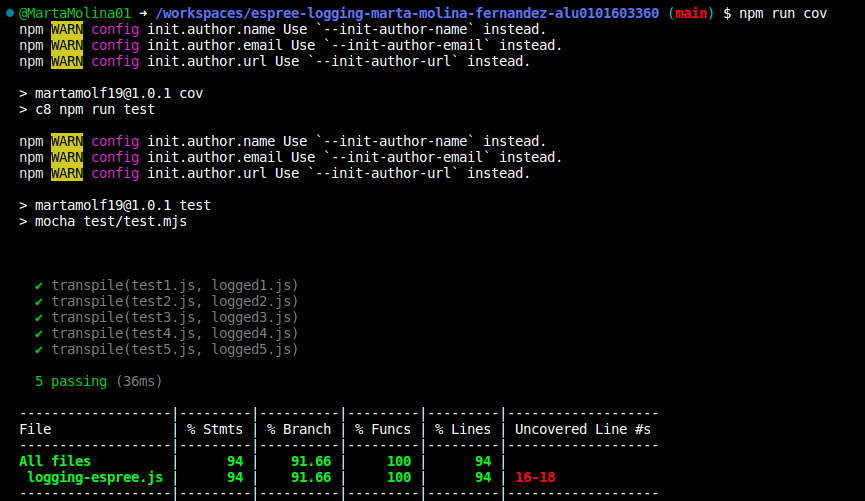 @MartaMolina01 ➜ /workspaces/espree-logging-marta-molina-fernandez-alu0101603360 (main) $ npm run cov
npm WARN config init.author.name Use `--init-author-name` instead.
npm WARN config init.author.email Use `--init-author-email` instead.
npm WARN config init.author.url Use `--init-author-url` instead.
> martamolf19@1.0.1 cov
> c8 npm run test
npm WARN config init.author.name Use `--init-author-name` instead.
npm WARN config init.author.email Use `--init-author-email` instead.
npm WARN config init.author.url Use `--init-author-url` instead.
> martamolf19@1.0.1 test
> mocha test/test.mjs
✔ transpile(test1.js, logged1.js)
✔ transpile(test2.js, logged2.js)
✔ transpile(test3.js, logged3.js)
✔ transpile(test4.js, logged4.js)
✔ transpile(test5.js, logged5.js)
5 passing (36ms)
-------------------|---------|----------|---------|---------|-------------------
File               | % Stmts | % Branch | % Funcs | % Lines | Uncovered Line #s
-------------------|---------|----------|---------|---------|-------------------
All files          |      94 |    91.66 |     100 |      94 |
 logging-espree.js |      94 |    91.66 |     100 |      94 | 16-18
-------------------|---------|----------|---------|---------|-------------------